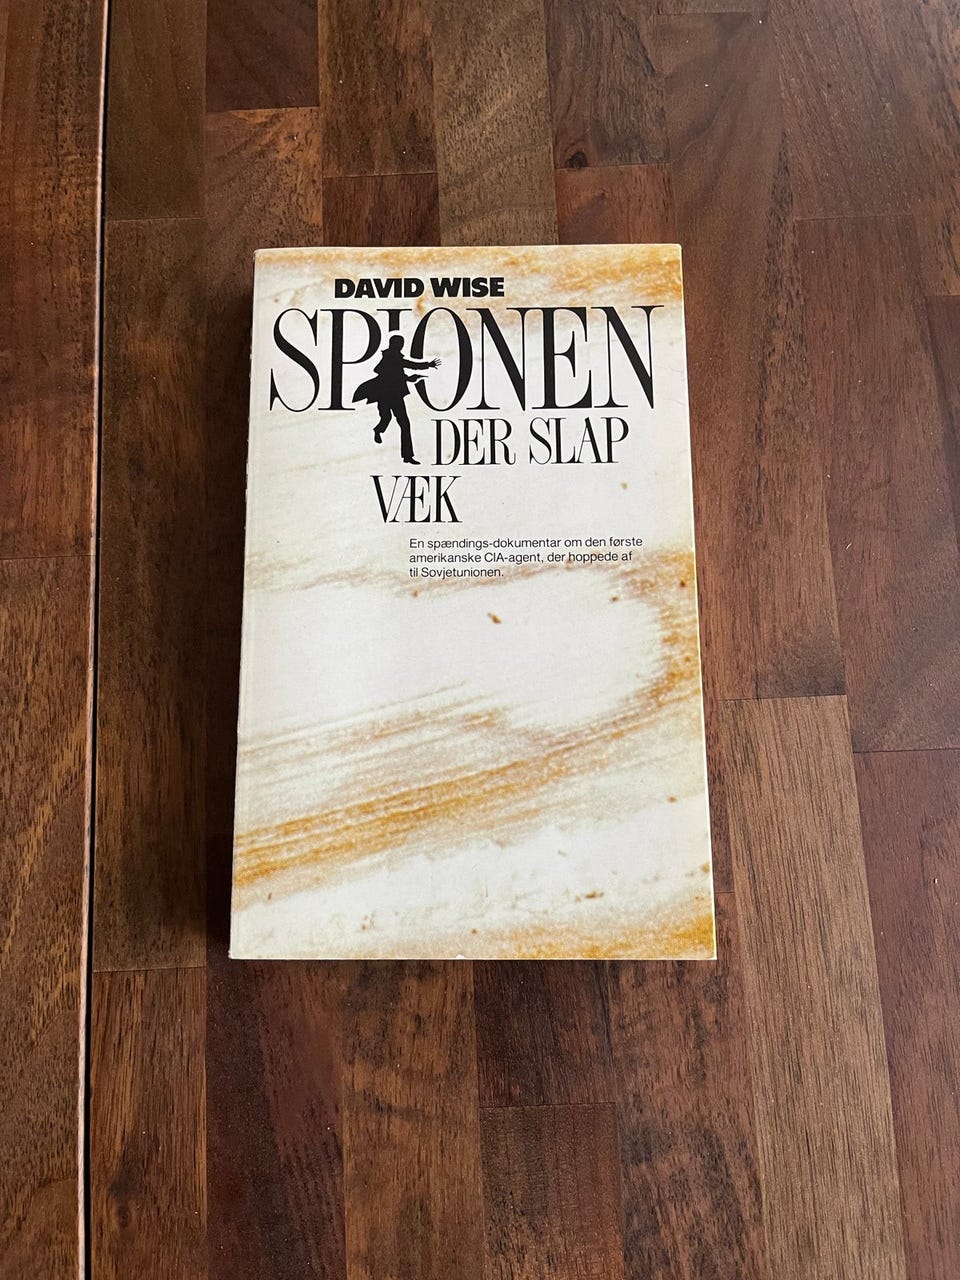 DAVID WISE
SPIONEN
DER SLAP
VÆK
En spændings-dokumentar om den første
amerikanske CIA-agent, der hoppede af
til Sovjetunionen.